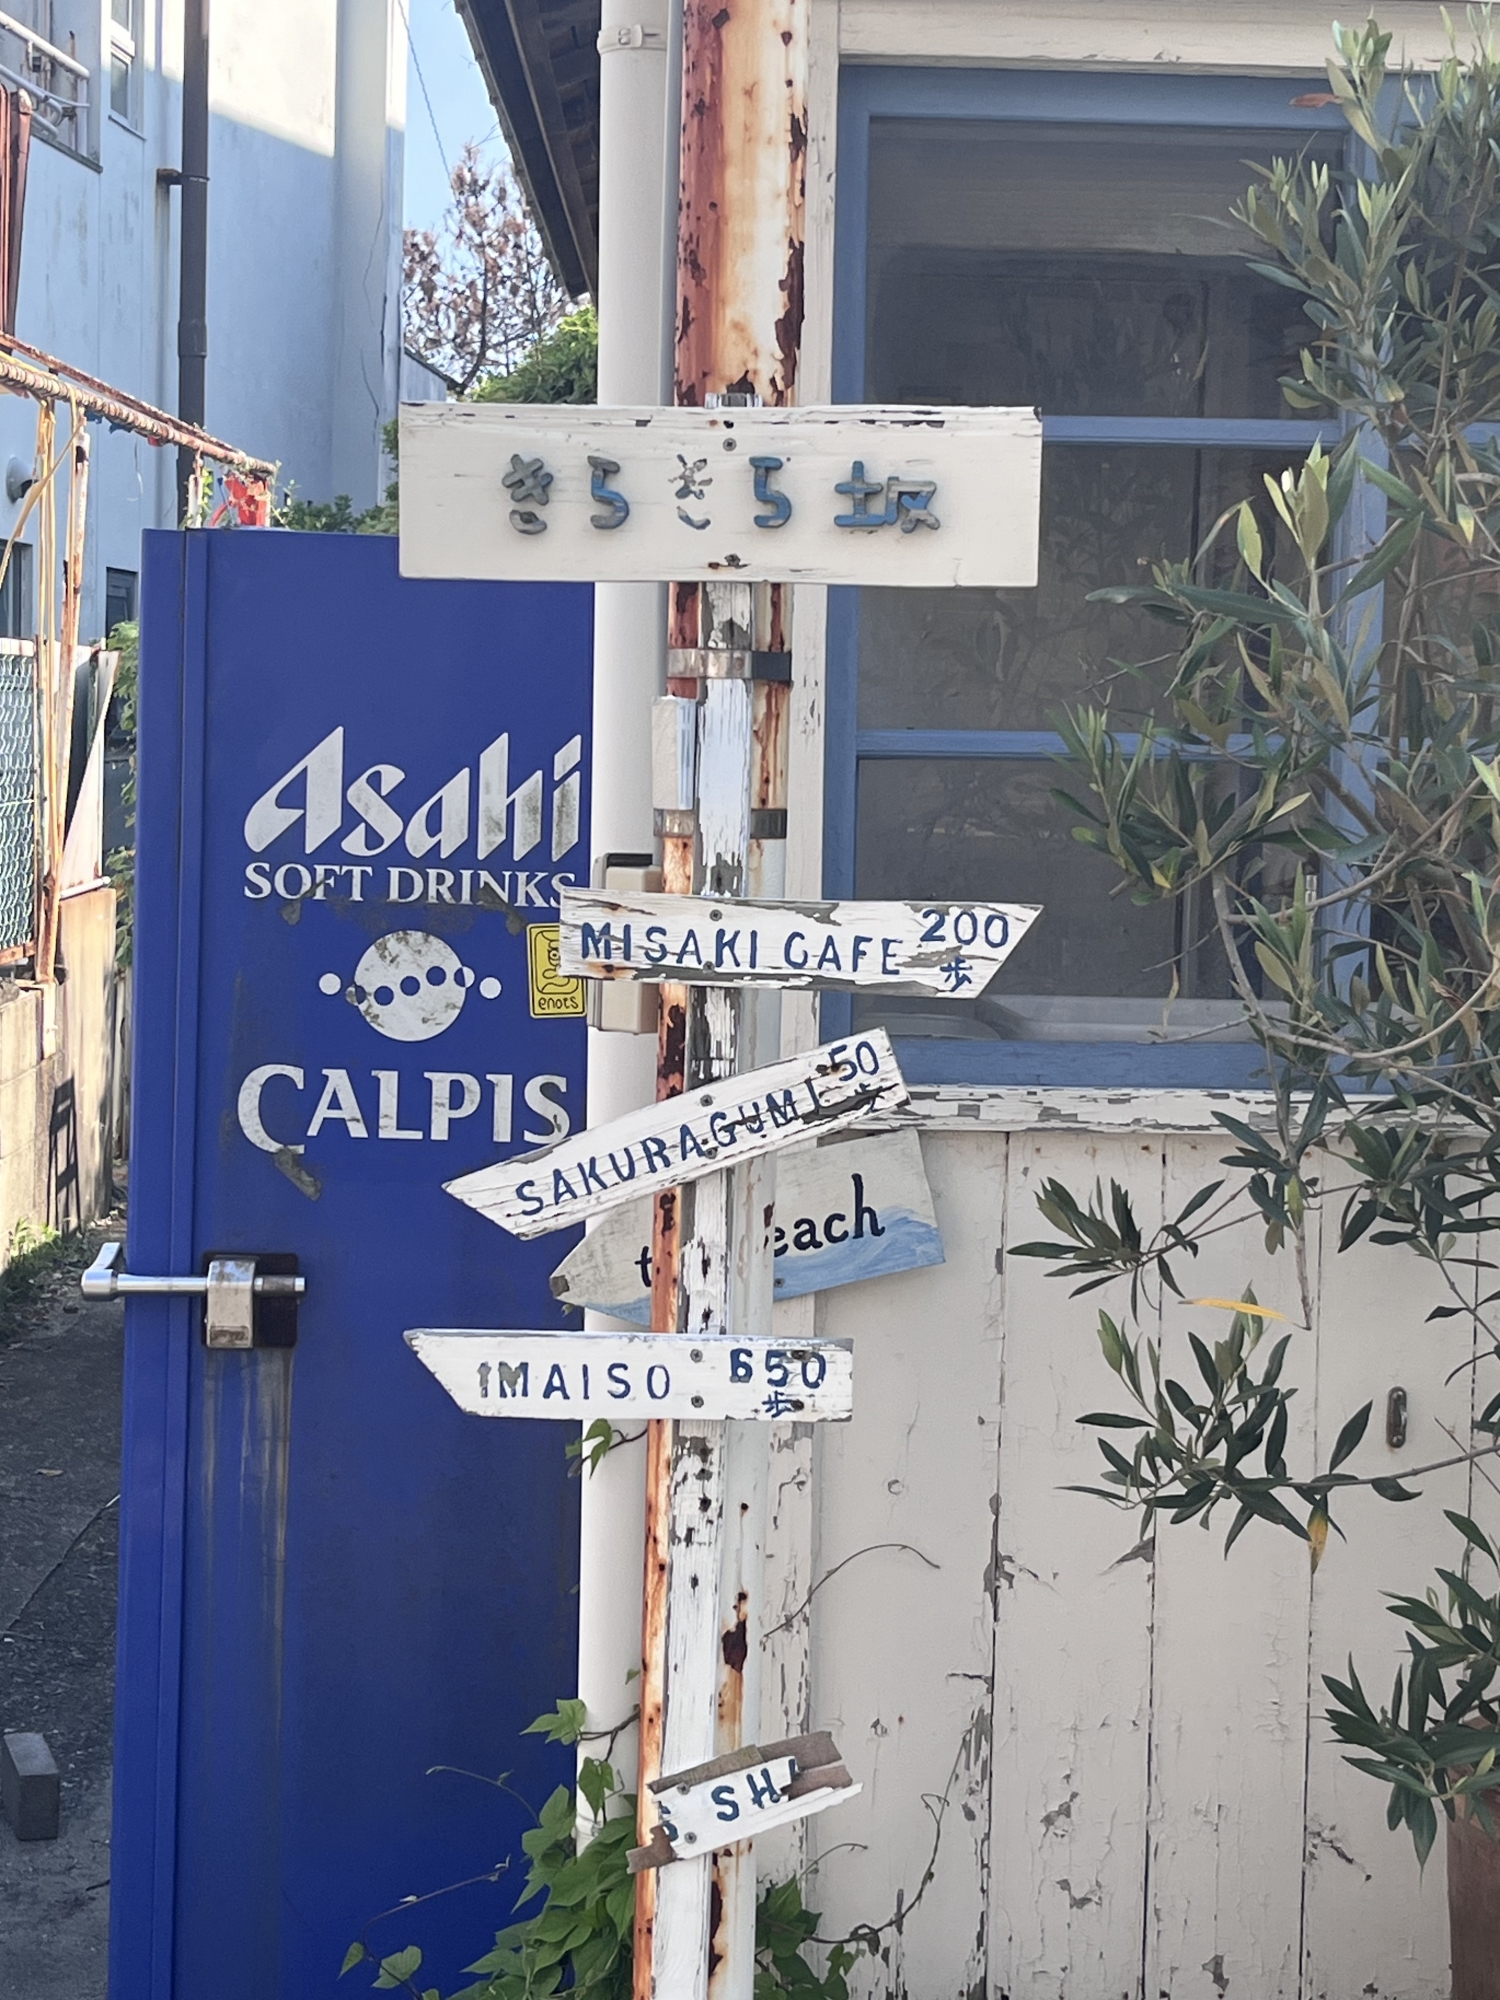 きらきら坂
Asahi
SOFT DRINKS
CALPIS
enots
MISAKI CAFE 200
歩
SAKURAGUMI 50
歩
IMAISO 650
歩
SH